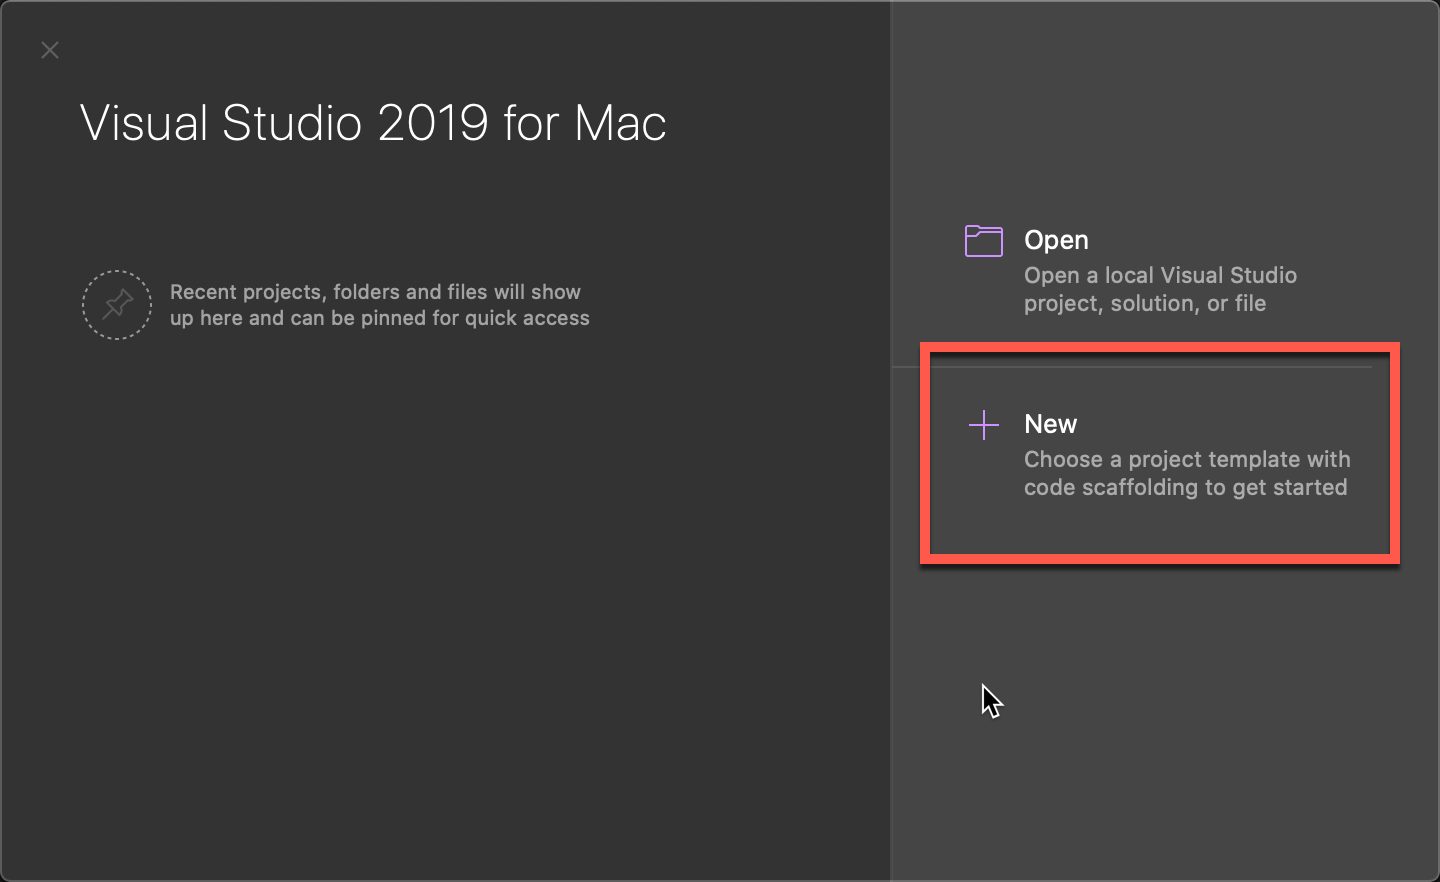 Visual Studio 2019 for Mac
Recent projects, folders and files will show
up here and can be pinned for quick access
Open
Open a local Visual Studio
project, solution, or file
New
Choose a project template with
code scaffolding to get started